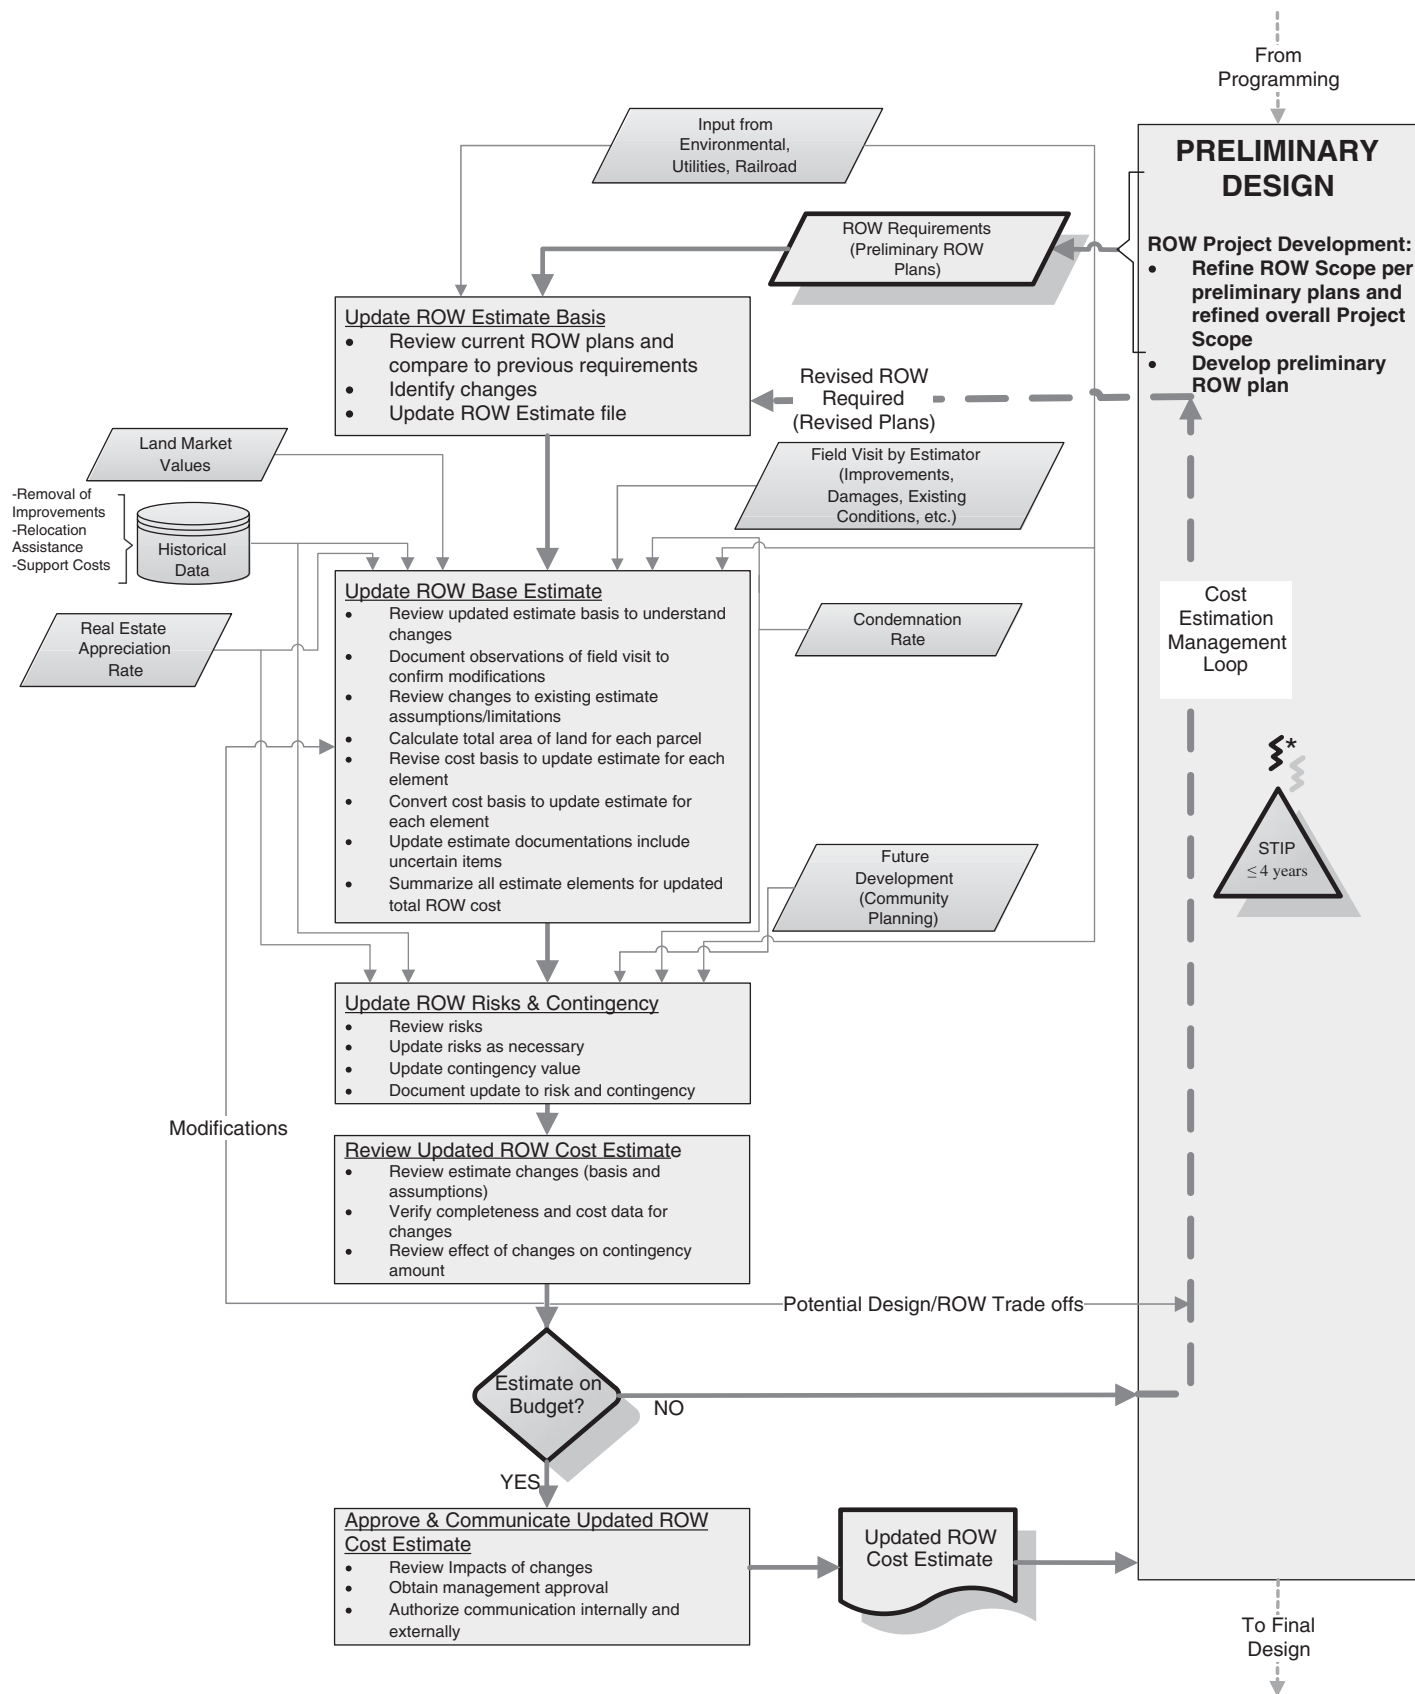 From
Programming
Input from
Environmental,
Utilities, Railroad
PRELIMINARY
DESIGN
ROW Project Development:
• Refine ROW Scope per
preliminary plans and
refined overall Project
Scope
• Develop preliminary
ROW plan
ROW Requirements
(Preliminary ROW
Plans)
Update ROW Estimate Basis
• Review current ROW plans and
compare to previous requirements
• Identify changes
• Update ROW Estimate file
Revised ROW
Required
(Revised Plans)
Land Market
Values
Field Visit by Estimator
(Improvements,
Damages, Existing
Conditions, etc.)
-Removal of
Improvements
-Relocation
Assistance
-Support Costs
Historical
Data
Update ROW Base Estimate
• Review updated estimate basis to understand
changes
• Document observations of field visit to
confirm modifications
• Review changes to existing estimate
assumptions/limitations
• Calculate total area of land for each parcel
• Revise cost basis to update estimate for each
element
• Convert cost basis to update estimate for
each element
• Update estimate documentations include
uncertain items
• Summarize all estimate elements for updated
total ROW cost
Real Estate
Appreciation
Rate
Condemnation
Rate
Cost
Estimation
Management
Loop
*
STIP
≤ 4 years
Future
Development
(Community
Planning)
Update ROW Risks & Contingency
• Review risks
• Update risks as necessary
• Update contingency value
• Document update to risk and contingency
Modifications
Review Updated ROW Cost Estimate
• Review estimate changes (basis and
assumptions)
• Verify completeness and cost data for
changes
• Review effect of changes on contingency
amount
Potential Design/ROW Trade offs
Estimate on
Budget?
NO
YES
Approve & Communicate Updated ROW
Cost Estimate
• Review Impacts of changes
• Obtain management approval
• Authorize communication internally and
externally
Updated ROW
Cost Estimate
To Final
Design